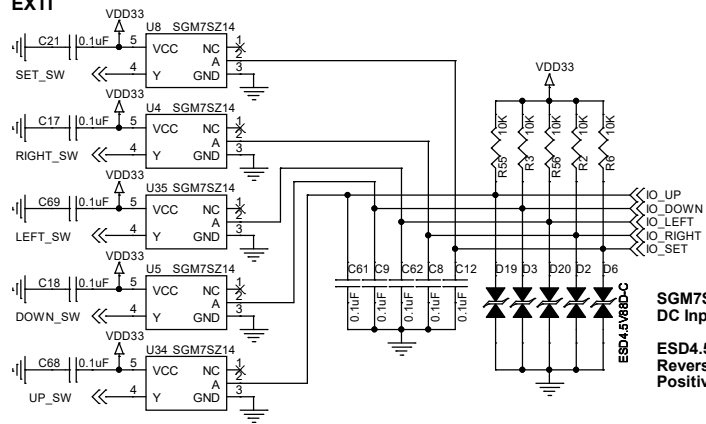 EXTI
VDD33
C21 0.1uF 5 U8 SGM7SZ14 VCC NC 1
A 2
SET_SW 4 Y GND 3
VDD33
C17 0.1uF 5 U4 SGM7SZ14 VCC NC 1
A 2
RIGHT_SW 4 Y GND 3
VDD33
C69 0.1uF 5 U35 SGM7SZ14 VCC NC 1
A 2
LEFT_SW 4 Y GND 3
VDD33
C18 0.1uF 5 U5 SGM7SZ14 VCC NC 1
A 2
DOWN_SW 4 Y GND 3
VDD33
C68 0.1uF 5 U34 SGM7SZ14 VCC NC 1
A 2
UP_SW 4 Y GND 3
VDD33
10K 10K 10K 10K 10K
R55 R3 R56 R2 R6
IO_UP
IO_DOWN
IO_LEFT
IO_RIGHT
IO_SET
C61 C9 C62 C8 C12
0.1uF 0.1uF 0.1uF 0.1uF 0.1uF
D19 D3 D20 D2 D6
ESD4.5V88D-C
SGM7S
DC Inp
ESD4.5
Revers
Positiv